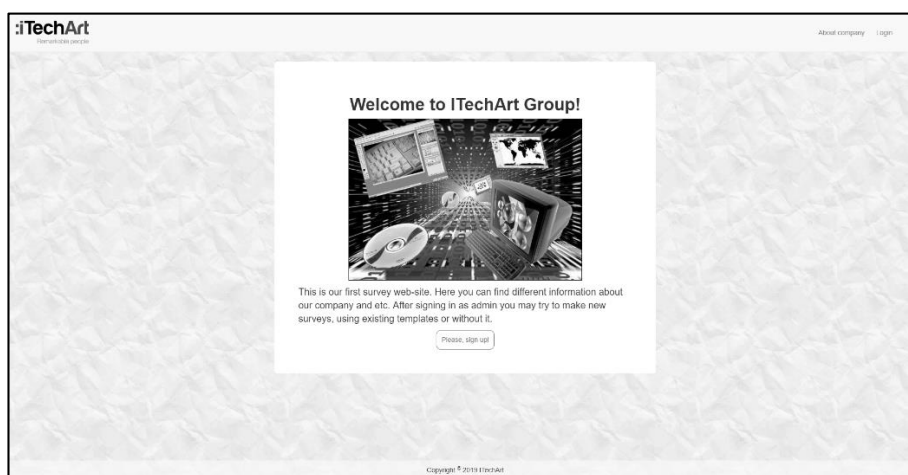 :iTechArt
Remarkable people
About company Login
Welcome to ITechArt Group!
This is our first survey web-site. Here you can find different information about
our company and etc. After signing in as admin you may try to make new
surveys, using existing templates or without it.
Please, sign up!
Copyright © 2019 ITechArt